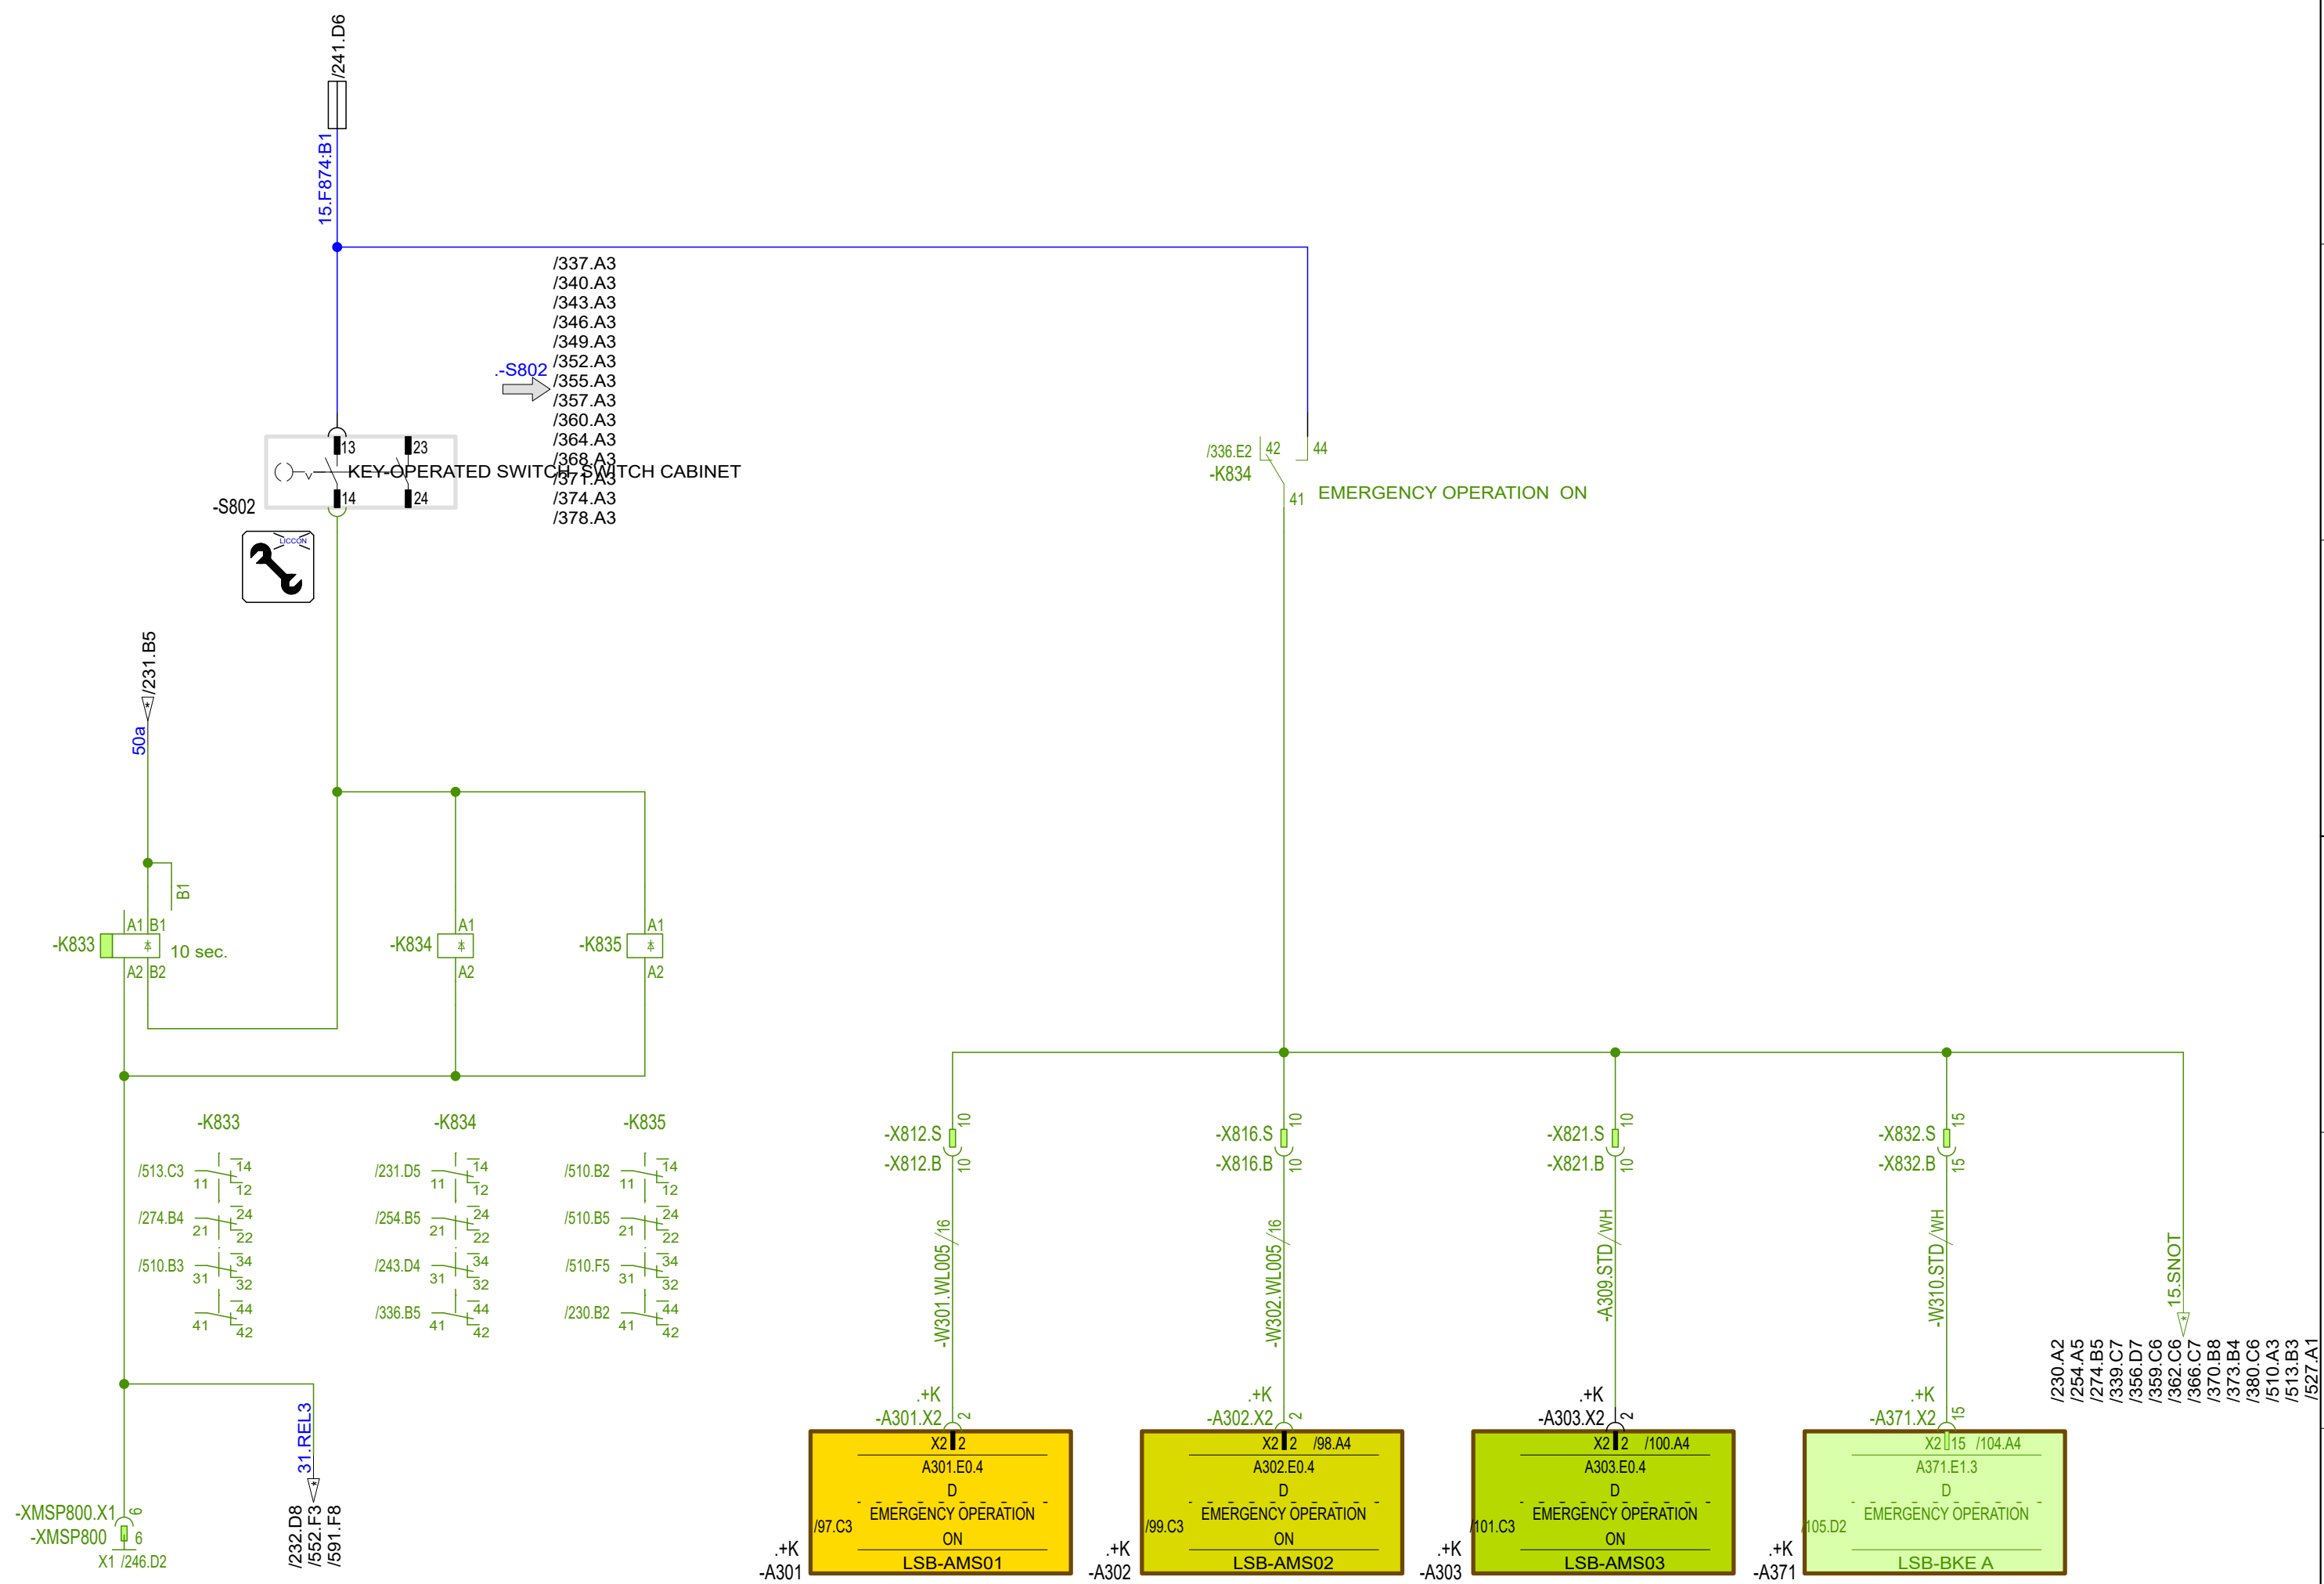 /241.D6
15.F874:B1
/337.A3
/340.A3
/343.A3
/346.A3
/349.A3
/352.A3
.-S802
/355.A3
/357.A3
/360.A3
/364.A3
/368.A3
/371.A3
/374.A3
/378.A3
13
23
KEY-OPERATED SWITCH, SWITCH CABINET
14
24
-S802
LICCON
/336.E2
42
44
-K834
41
EMERGENCY OPERATION  ON
/231.B5
50a
B1
A1
B1
-K833
10 sec.
A2
B2
A1
-K834
A2
A1
-K835
A2
-K833
/513.C3
14
11
12
/274.B4
24
21
22
/510.B3
34
31
32
44
41
42
-K834
/231.D5
14
11
12
/254.B5
24
21
22
/243.D4
34
31
32
/336.B5
44
41
42
-K835
/510.B2
14
11
12
/510.B5
24
21
22
/510.F5
34
31
32
/230.B2
44
41
42
31.REL3
/232.D8
/552.F3
/591.F8
-XMSP800.X1
6
-XMSP800
6
X1 /246.D2
-X812.S
10
-X812.B
10
-W301.WL005 /16
.+K
-A301.X2
2
X2 2
A301.E0.4
D
EMERGENCY OPERATION
/97.C3
ON
LSB-AMS01
.+K
-A301
-X816.S
10
-X816.B
10
-W302.WL005 /16
.+K
-A302.X2
2
X2 2 /98.A4
A302.E0.4
D
EMERGENCY OPERATION
/99.C3
ON
LSB-AMS02
.+K
-A302
-X821.S
10
-X821.B
10
-A309.STD /WH
.+K
-A303.X2
2
X2 2 /100.A4
A303.E0.4
D
EMERGENCY OPERATION
/101.C3
ON
LSB-AMS03
.+K
-A303
-X832.S
15
-X832.B
15
-W310.STD /WH
.+K
-A371.X2
15
X2 15 /104.A4
A371.E1.3
D
EMERGENCY OPERATION
/105.D2
ON
LSB-BKE A
.+K
-A371
15.SNOT
/230.A2
/254.A5
/274.B5
/339.C7
/356.D7
/359.C6
/362.C6
/366.C7
/370.B8
/373.B4
/380.C6
/510.A3
/513.B3
/527.A1